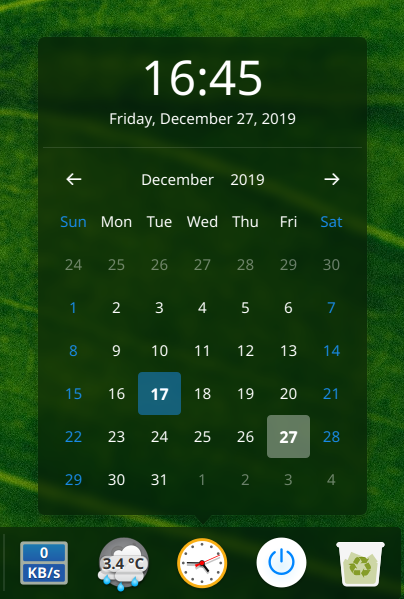 16:45
Friday, December 27, 2019
← December 2019 →
Sun Mon Tue Wed Thu Fri Sat
24 25 26 27 28 29 30
1 2 3 4 5 6 7
8 9 10 11 12 13 14
15 16 17 18 19 20 21
22 23 24 25 26 27 28
29 30 31 1 2 3 4
0
KB/s
3.4 °C